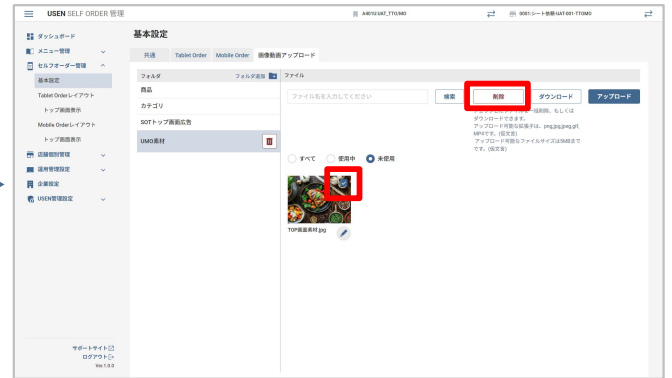 USEN SELF ORDER 管理
A401U:UAT_TTO/MO
0001:シート依頼-UAT-001-TTOMO
ダッシュボード
メニュー管理
セルフオーダー管理
基本設定
Tablet Orderレイアウト
トップ画面表示
Mobile Orderレイアウト
トップ画面表示
店舗個別管理
運用管理設定
企業設定
USEN管理設定
サポートサイト
ログアウト
Ver.1.0.0
基本設定
共通
Tablet Order
Mobile Order
画像動画アップロード
フォルダ
フォルダ追加
商品
カテゴリ
SOTトップ画面広告
UMO素材
ファイル
ファイル名を入力してください
検索
削除
ダウンロード
アップロード
一括削除、もしくは
ダウンロードできます。
アップロード可能な拡張子は、png,jpg,jpeg,gif,
MP4です。(仮文言)
アップロード可能なファイルサイズは5MBまで
です。(仮文言)
すべて
使用中
未使用
TOP画面素材.jpg